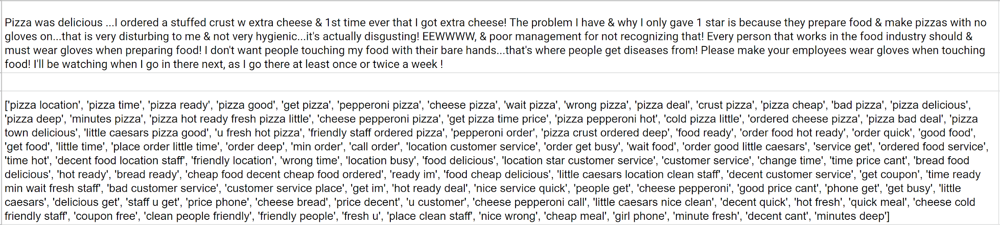 Pizza was delicious ...I ordered a stuffed crust w extra cheese & 1st time ever that I got extra cheese! The problem I have & why I only gave 1 star is because they prepare food & make pizzas with no
gloves on...that is very disturbing to me & not very hygienic...it's actually disgusting! EEWWWW, & poor management for not recognizing that! Every person that works in the food industry should &
must wear gloves when preparing food! I don't want people touching my food with their bare hands...that's where people get diseases from! Please make your employees wear gloves when touching
food! I'll be watching when I go in there next, as I go there at least once or twice a week !
['pizza location', 'pizza time', 'pizza ready', 'pizza good', 'get pizza', 'pepperoni pizza', 'cheese pizza', 'wait pizza', 'wrong pizza', 'pizza deal', 'crust pizza', 'pizza cheap', 'bad pizza', 'pizza delicious',
'pizza deep', 'minutes pizza', 'pizza hot ready fresh pizza little', 'cheese pepperoni pizza', 'get pizza time price', 'pizza pepperoni hot', 'cold pizza little', 'ordered cheese pizza', 'pizza bad deal', 'pizza
town delicious', 'little caesars pizza good', 'u fresh hot pizza', 'friendly staff ordered pizza', 'pepperoni order', 'pizza crust ordered deep', 'food ready', 'order food hot ready', 'order quick', 'good food',
'get food', 'little time', 'place order little time', 'order deep', 'min order', 'call order', 'location customer service', 'order get busy', 'wait food', 'order good little caesars', 'service get', 'ordered food service',
'time hot', 'decent food location staff', 'friendly location', 'wrong time', 'location busy', 'food delicious', 'location star customer service', 'customer service', 'change time', 'time price cant', 'bread food
delicious', 'hot ready', 'bread ready', 'cheap food decent cheap food ordered', 'ready im', 'food cheap delicious', 'little caesars location clean staff', 'decent customer service', 'get coupon', 'time ready
min wait fresh staff', 'bad customer service', 'customer service place', 'get im', 'hot ready deal', 'nice service quick', 'people get', 'cheese pepperoni', 'good price cant', 'phone get', 'get busy', 'little
caesars', 'delicious get', 'staff u get', 'price phone', 'cheese bread', 'price decent', 'u customer', 'cheese pepperoni call', 'little caesars nice clean', 'decent quick', 'hot fresh', 'quick meal', 'cheese cold
friendly staff', 'coupon free', 'clean people friendly', 'friendly people', 'fresh u', 'place clean staff', 'nice wrong', 'cheap meal', 'girl phone', 'minute fresh', 'decent cant', 'minutes deep']